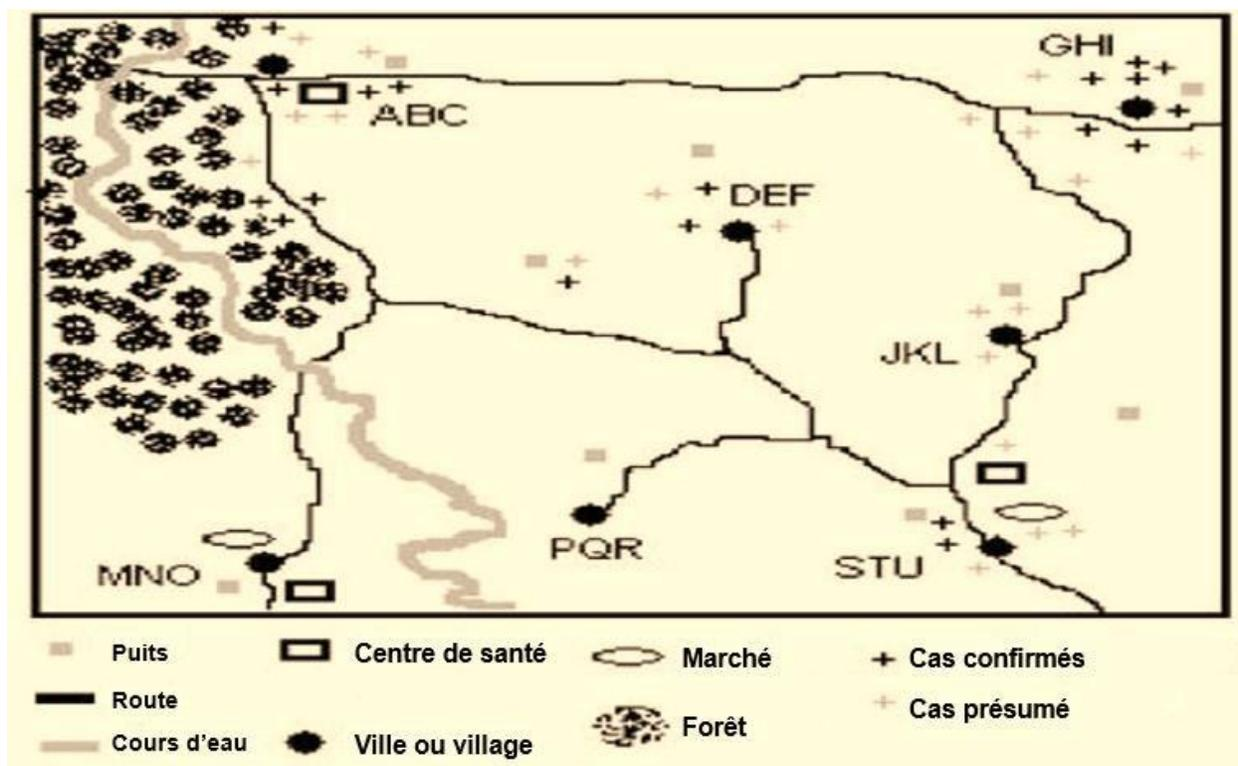 GHI
ABC
DEF
JKL
PQR
STU
MNO
Puits
Centre de santé
Marché
Cas confirmés
Route
Cas présumé
Cours d'eau
Ville ou village
Forêt